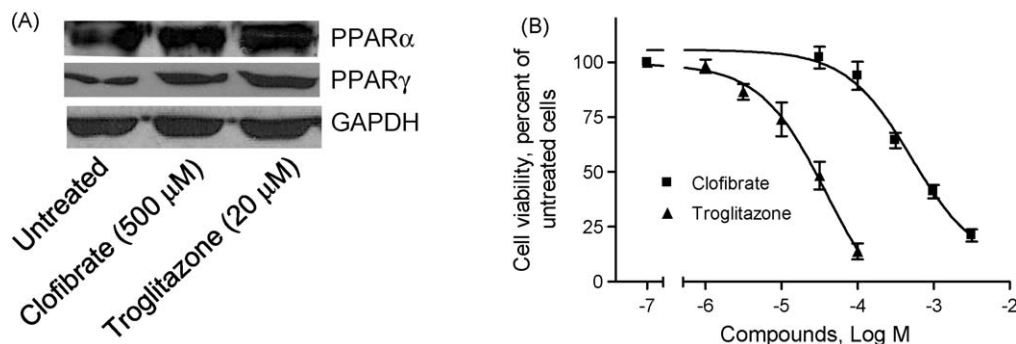 (A)
PPARα
PPARγ
GAPDH
Untreated
Clofibrate (500 µM)
Troglitazone (20 µM)
(B)
Cell viability, percent of
untreated cells
100
75
50
25
0
Clofibrate
Troglitazone
-7 -6 -5 -4 -3 -2
Compounds, Log M